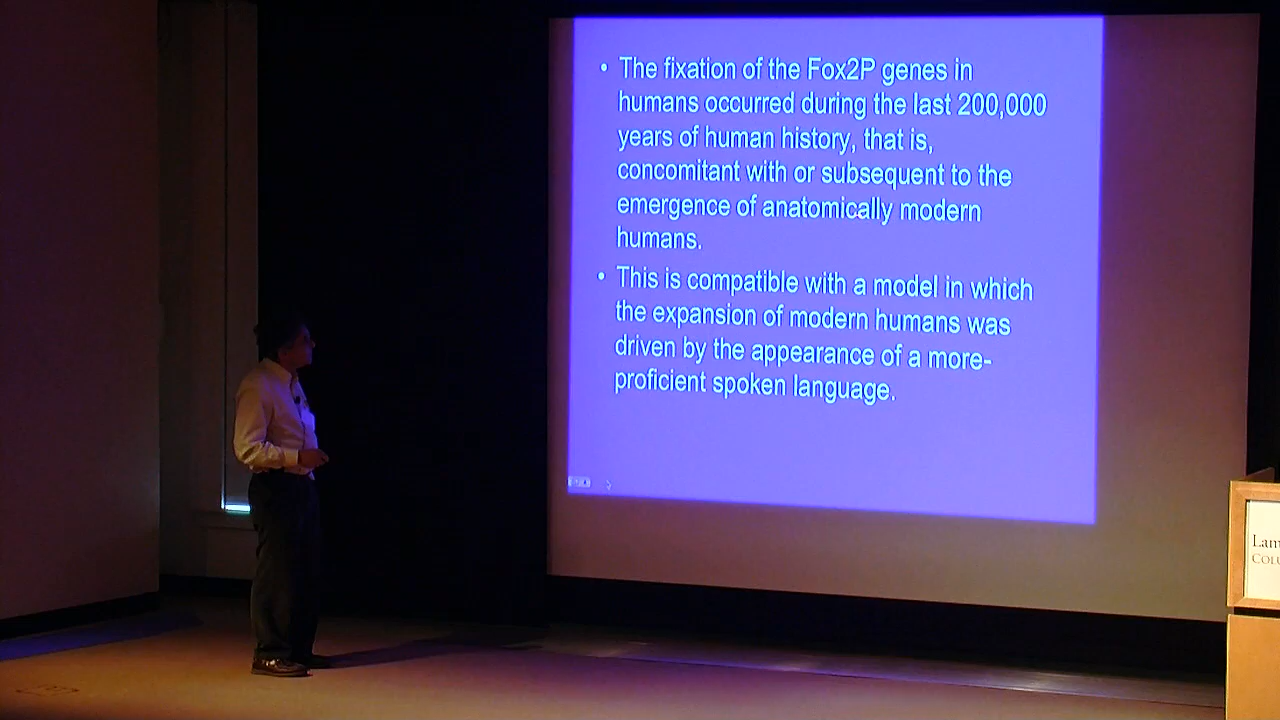 • The fixation of the Fox2P genes in
humans occurred during the last 200,000
years of human history, that is,
concomitant with or subsequent to the
emergence of anatomically modern
humans.
• This is compatible with a model in which
the expansion of modern humans was
driven by the appearance of a more-
proficient spoken language.
Lam
COLU